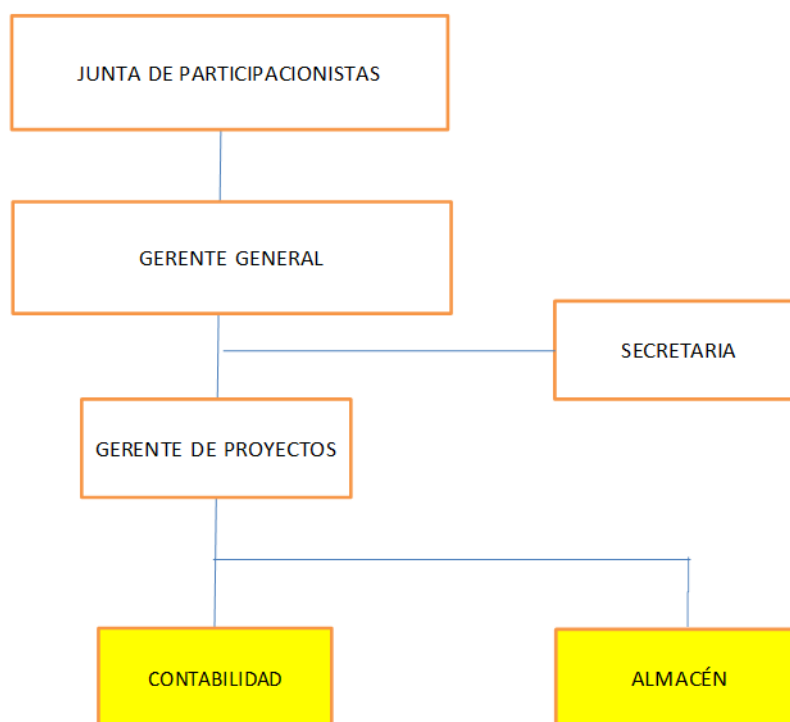 JUNTA DE PARTICIPACIONISTAS
GERENTE GENERAL
SECRETARIA
GERENTE DE PROYECTOS
CONTABILIDAD
ALMACÉN